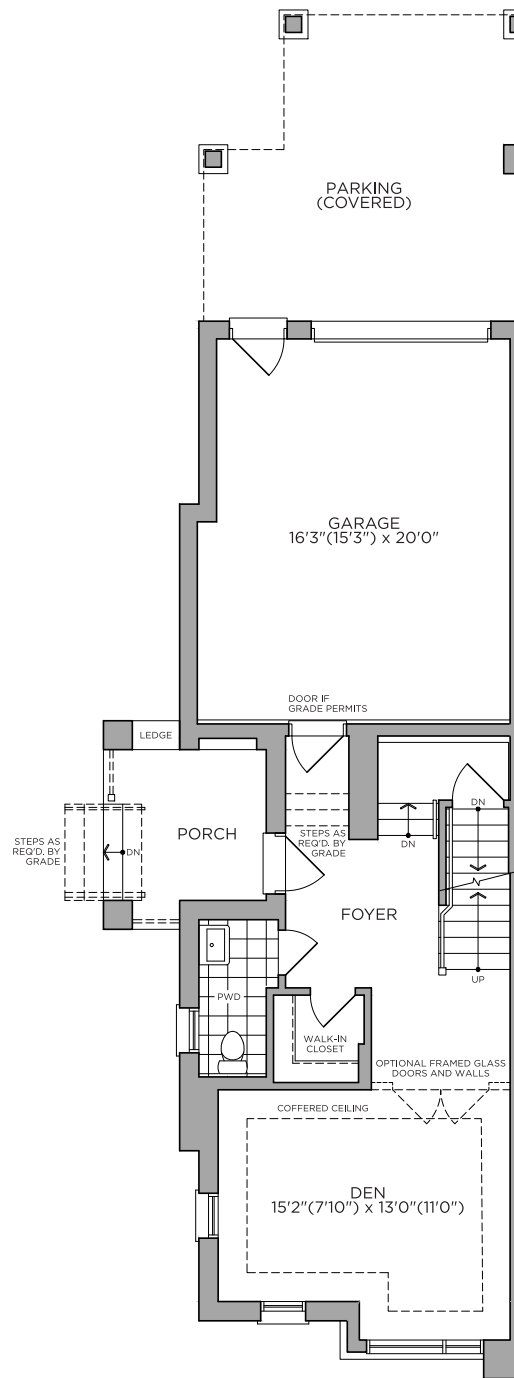 PARKING
(COVERED)
GARAGE
16'3"(15'3") x 20'0"
DOOR IF
GRADE PERMITS
LEDGE
STEPS AS
REQ'D. BY
GRADE
DN
PORCH
STEPS AS
REQ'D. BY
GRADE
DN
DN
FOYER
UP
PWD
WALK-IN
CLOSET
OPTIONAL FRAMED GLASS
DOORS AND WALLS
COFFERED CEILING
DEN
15'2"(7'10") x 13'0"(11'0")